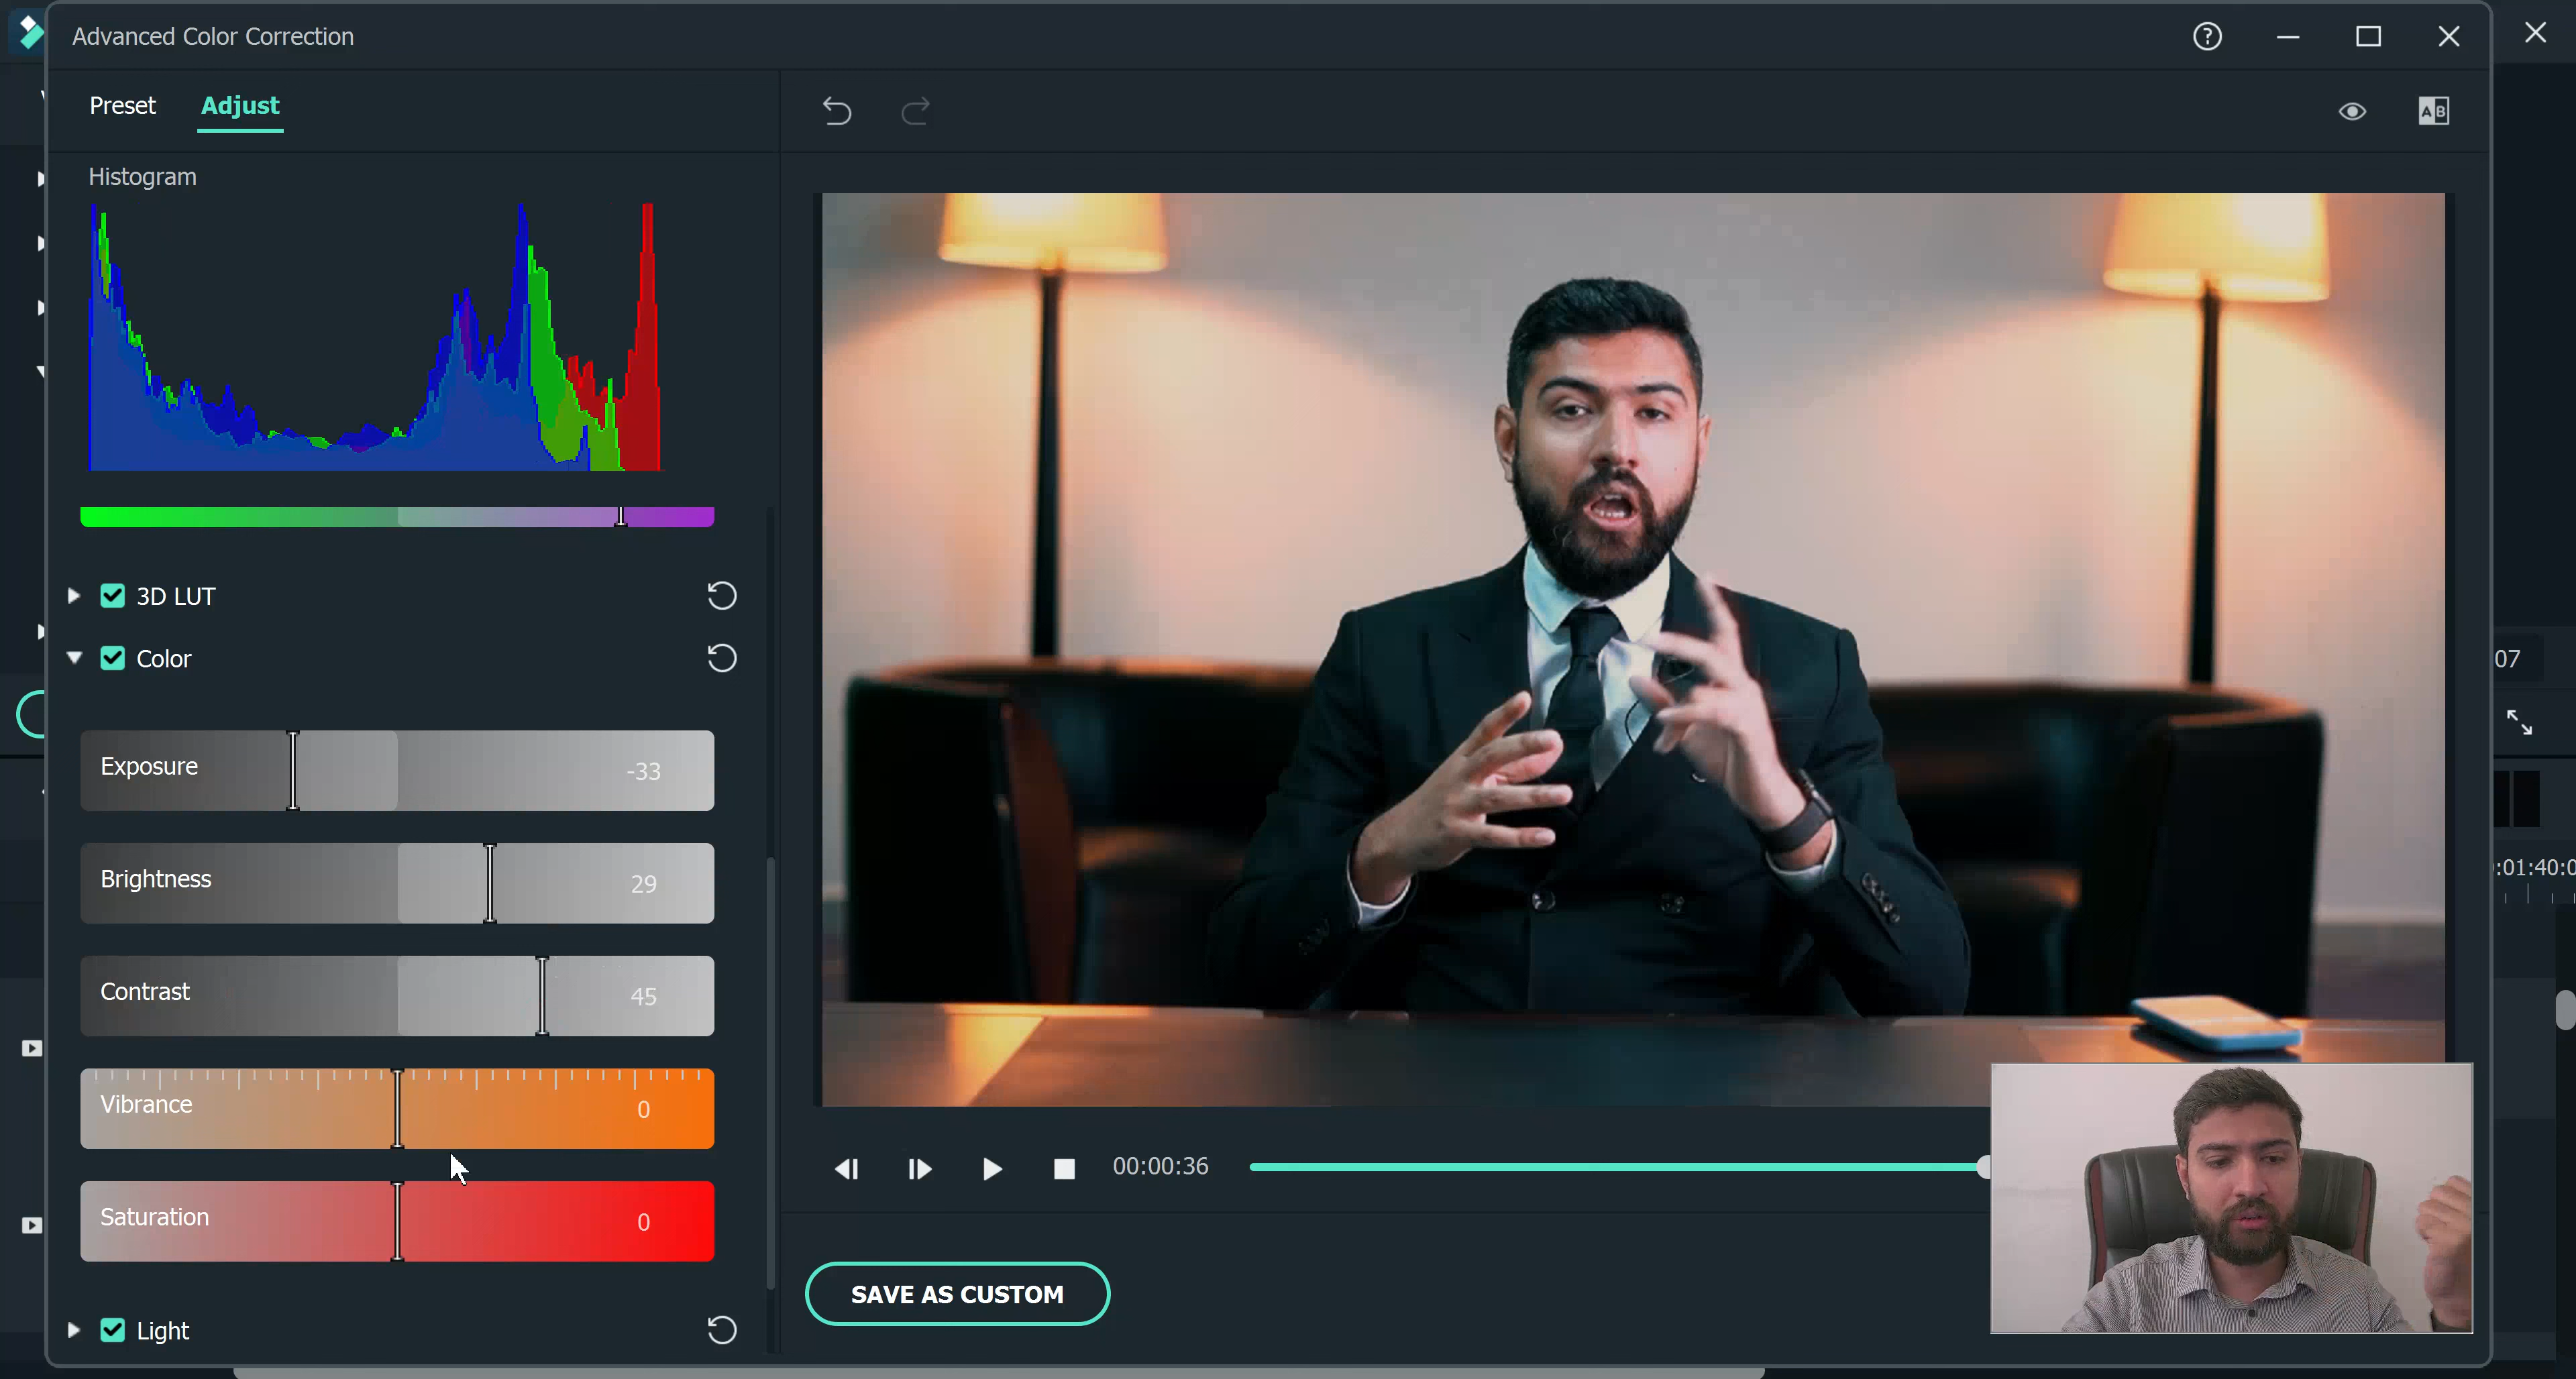 Advanced Color Correction
Preset Adjust
Histogram
3D LUT
Color
Exposure -33
Brightness 29
Contrast 45
Vibrance 0
Saturation 0
Light
AB
00:00:36
SAVE AS CUSTOM
07
:01:40:0